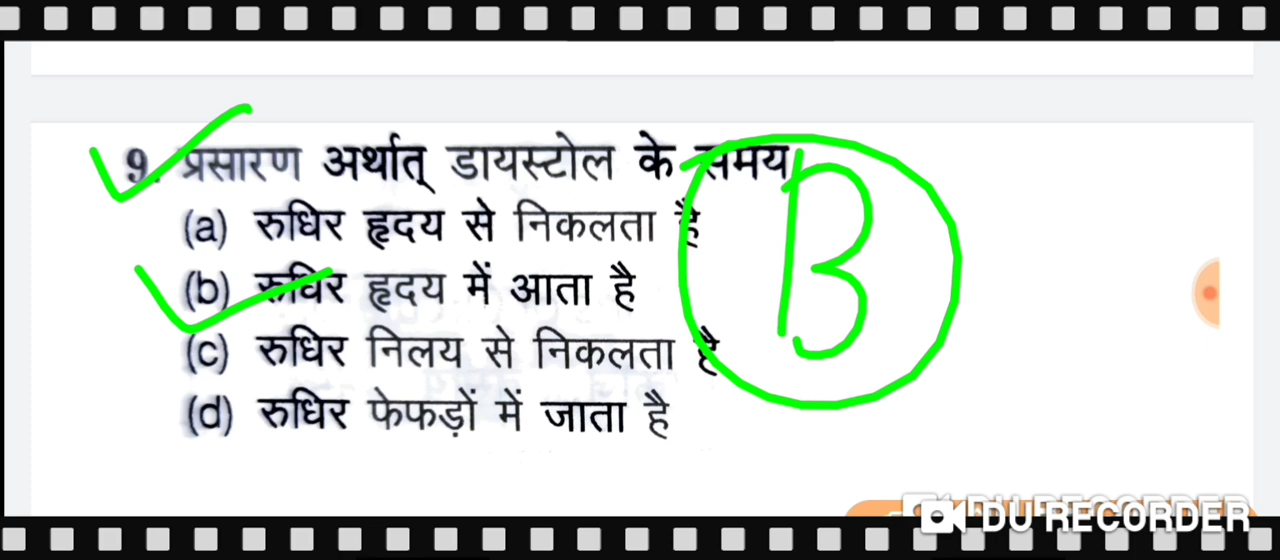 9. प्रसारण अर्थात् डायस्टोल के समय
(a) रुधिर हृदय से निकलता है
(b) रुधिर हृदय में आता है
(c) रुधिर निलय से निकलता है
(d) रुधिर फेफड़ों में जाता है
B
DU RECORDER